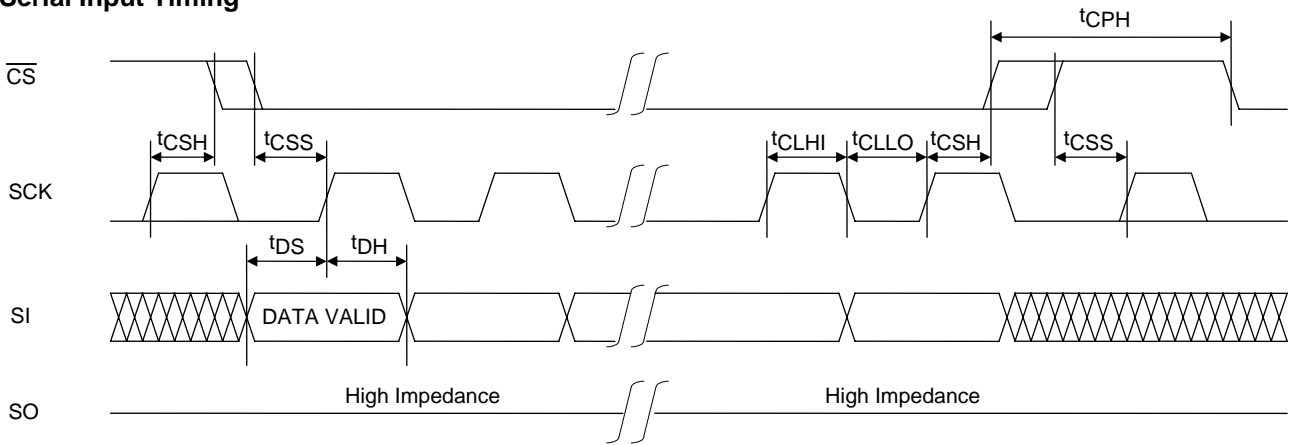 Serial Input Timing
tCPH
CS
tCSH
tCSS
tCLHI
tCLLO
tCSH
tCSS
SCK
tDS
tDH
SI
DATA VALID
High Impedance
High Impedance
SO